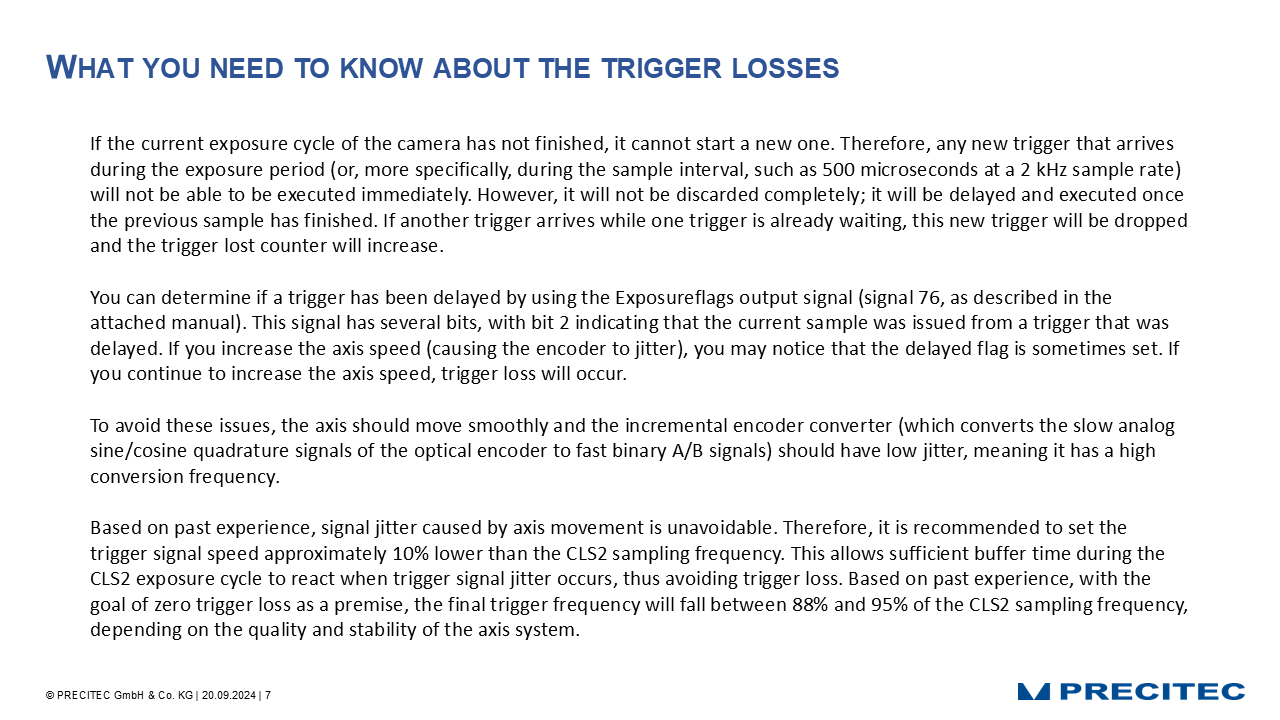 WHAT YOU NEED TO KNOW ABOUT THE TRIGGER LOSSES
If the current exposure cycle of the camera has not finished, it cannot start a new one. Therefore, any new trigger that arrives
during the exposure period (or, more specifically, during the sample interval, such as 500 microseconds at a 2 kHz sample rate)
will not be able to be executed immediately. However, it will not be discarded completely; it will be delayed and executed once
the previous sample has finished. If another trigger arrives while one trigger is already waiting, this new trigger will be dropped
and the trigger lost counter will increase.
You can determine if a trigger has been delayed by using the Exposureflags output signal (signal 76, as described in the
attached manual). This signal has several bits, with bit 2 indicating that the current sample was issued from a trigger that was
delayed. If you increase the axis speed (causing the encoder to jitter), you may notice that the delayed flag is sometimes set. If
you continue to increase the axis speed, trigger loss will occur.
To avoid these issues, the axis should move smoothly and the incremental encoder converter (which converts the slow analog
sine/cosine quadrature signals of the optical encoder to fast binary A/B signals) should have low jitter, meaning it has a high
conversion frequency.
Based on past experience, signal jitter caused by axis movement is unavoidable. Therefore, it is recommended to set the
trigger signal speed approximately 10% lower than the CLS2 sampling frequency. This allows sufficient buffer time during the
CLS2 exposure cycle to react when trigger signal jitter occurs, thus avoiding trigger loss. Based on past experience, with the
goal of zero trigger loss as a premise, the final trigger frequency will fall between 88% and 95% of the CLS2 sampling frequency,
depending on the quality and stability of the axis system.
© PRECITEC GmbH & Co. KG | 20.09.2024 | 7
PRECITEC